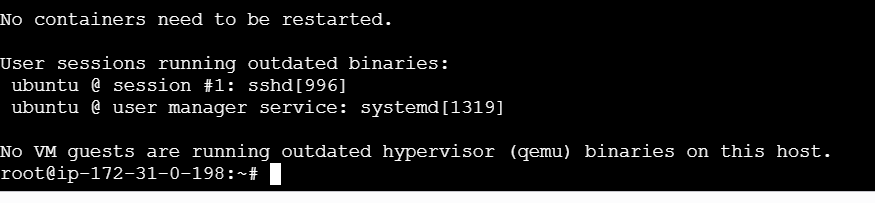 No containers need to be restarted.
User sessions running outdated binaries:
ubuntu @ session #1: sshd[996]
ubuntu @ user manager service: systemd[1319]
No VM guests are running outdated hypervisor (qemu) binaries on this host.
root@ip-172-31-0-198:~#